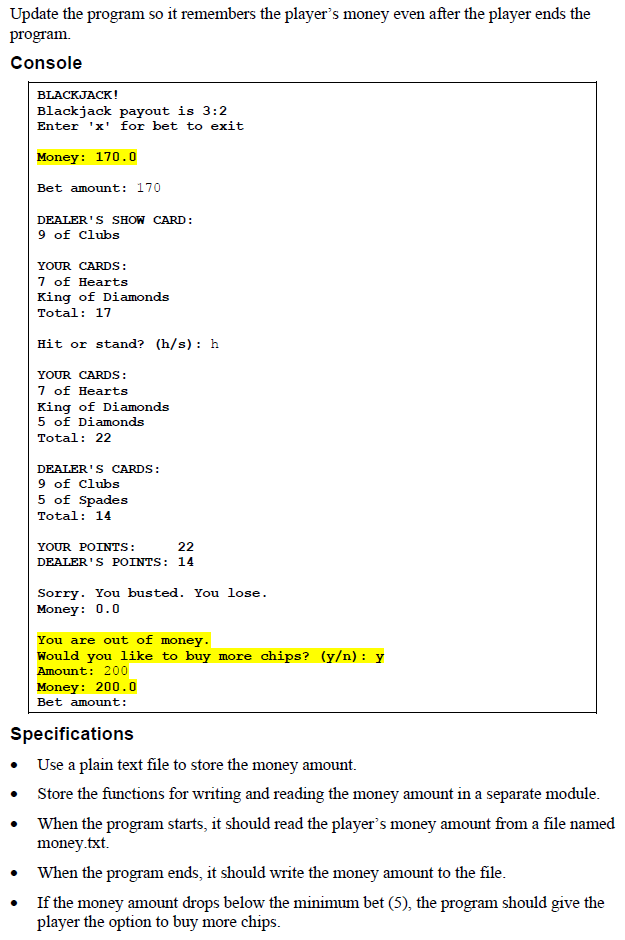 Update the program so it remembers the player's money even after the player ends the
program.
Console
BLACKJACK!
Blackjack payout is 3:2
Enter 'x' for bet to exit
Money: 170.0
Bet amount: 170
DEALER'S SHOW CARD:
9 of Clubs
YOUR CARDS:
7 of Hearts
King of Diamonds
Total: 17
Hit or stand? (h/s): h
YOUR CARDS:
7 of Hearts
King of Diamonds
5 of Diamonds
Total: 22
DEALER'S CARDS:
9 of Clubs
5 of Spades
Total: 14
YOUR POINTS:     22
DEALER'S POINTS: 14
Sorry. You busted. You lose.
Money: 0.0
You are out of money.
Would you like to buy more chips? (y/n): y
Amount: 200
Money: 200.0
Bet amount:
Specifications
• Use a plain text file to store the money amount.
• Store the functions for writing and reading the money amount in a separate module.
• When the program starts, it should read the player's money amount from a file named
money.txt.
• When the program ends, it should write the money amount to the file.
• If the money amount drops below the minimum bet (5), the program should give the
player the option to buy more chips.